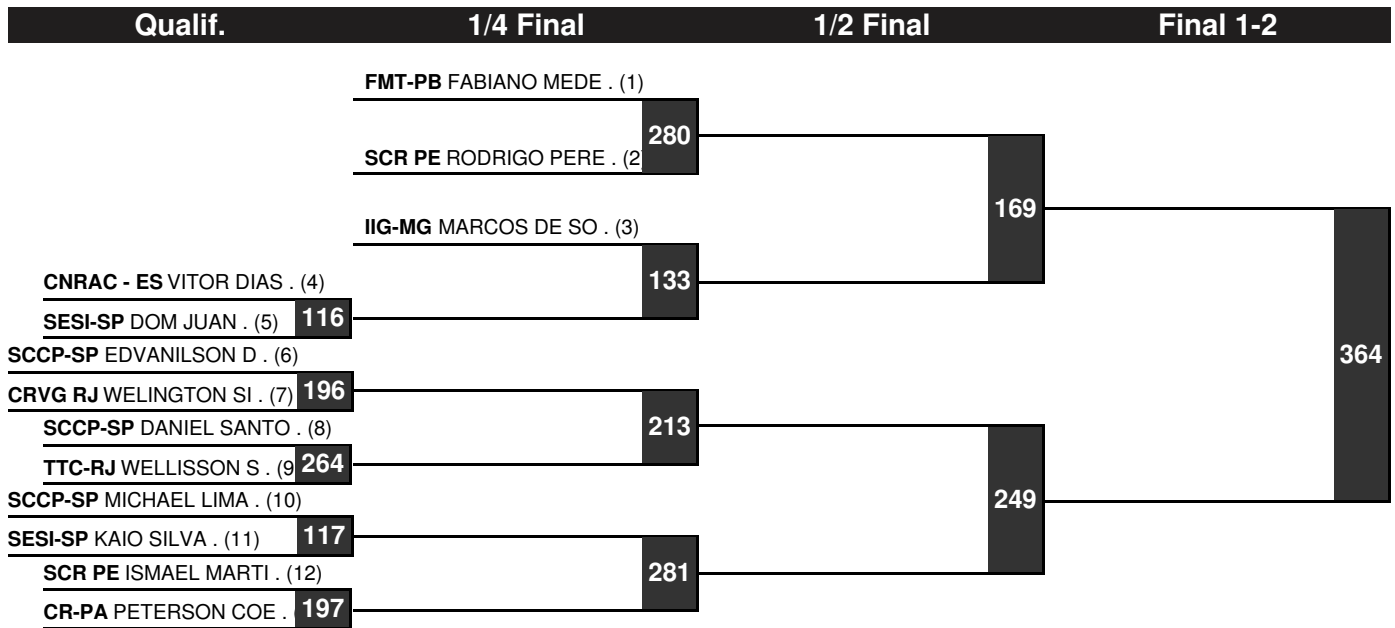 Qualif. 1/4 Final 1/2 Final Final 1-2
FMT-PB FABIANO MEDE . (1)
280
SCR PE RODRIGO PERE . (2
169
IIG-MG MARCOS DE SO . (3)
133
CNRAC - ES VITOR DIAS . (4)
SESI-SP DOM JUAN . (5) 116
364
SCCP-SP EDVANILSON D . (6)
CRVG RJ WELINGTON SI . (7) 196
213
SCCP-SP DANIEL SANTO . (8)
TTC-RJ WELLISSON S . (9 264
249
SCCP-SP MICHAEL LIMA . (10)
SESI-SP KAIO SILVA . (11) 117
281
SCR PE ISMAEL MARTI . (12)
CR-PA PETERSON COE . 197